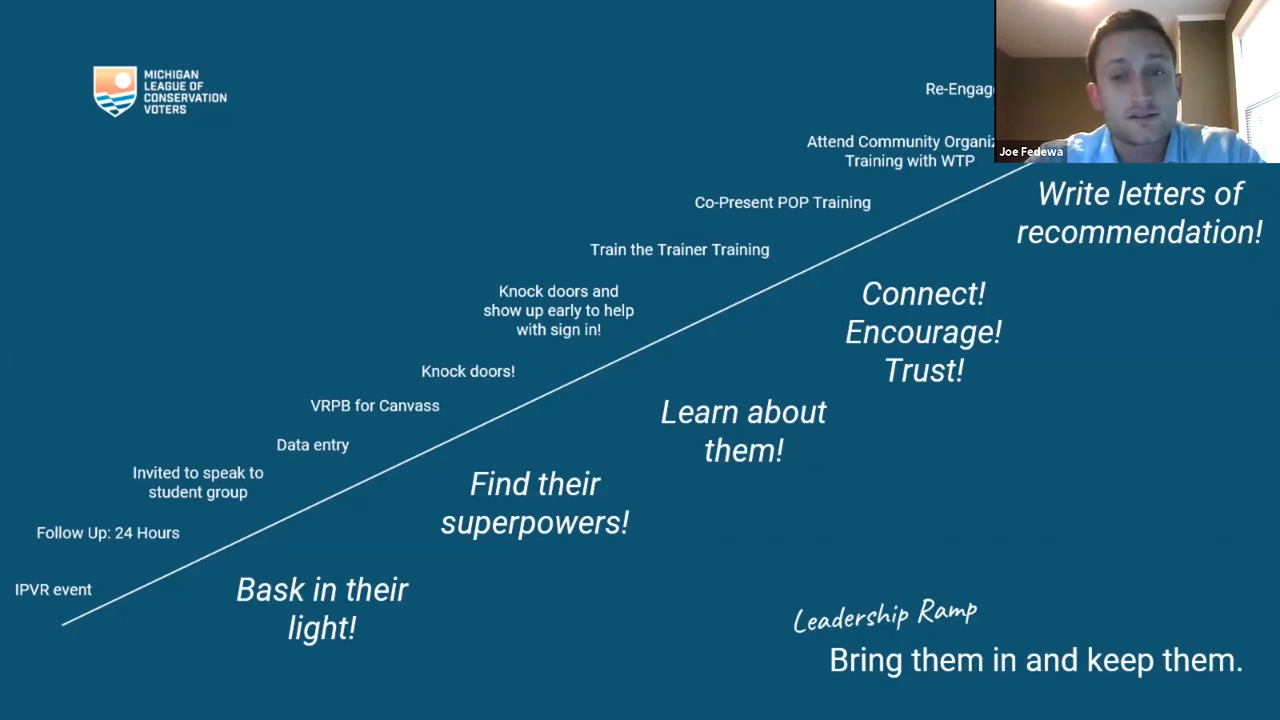 MICHIGAN
LEAGUE OF
CONSERVATION
VOTERS
Joe Fedewa
Attend Community
Training with WTP
Co-Present POP Training
Train the Trainer Training
Knock doors and
show up early to help
with sign in!
Knock doors!
VRPB for Canvass
Data entry
Invited to speak to
student group
Follow Up: 24 Hours
IPVR event
Write letters of
recommendation!
Connect!
Encourage!
Trust!
Learn about
them!
Find their
superpowers!
Bask in their
light!
Leadership Ramp
Bring them in and keep them.